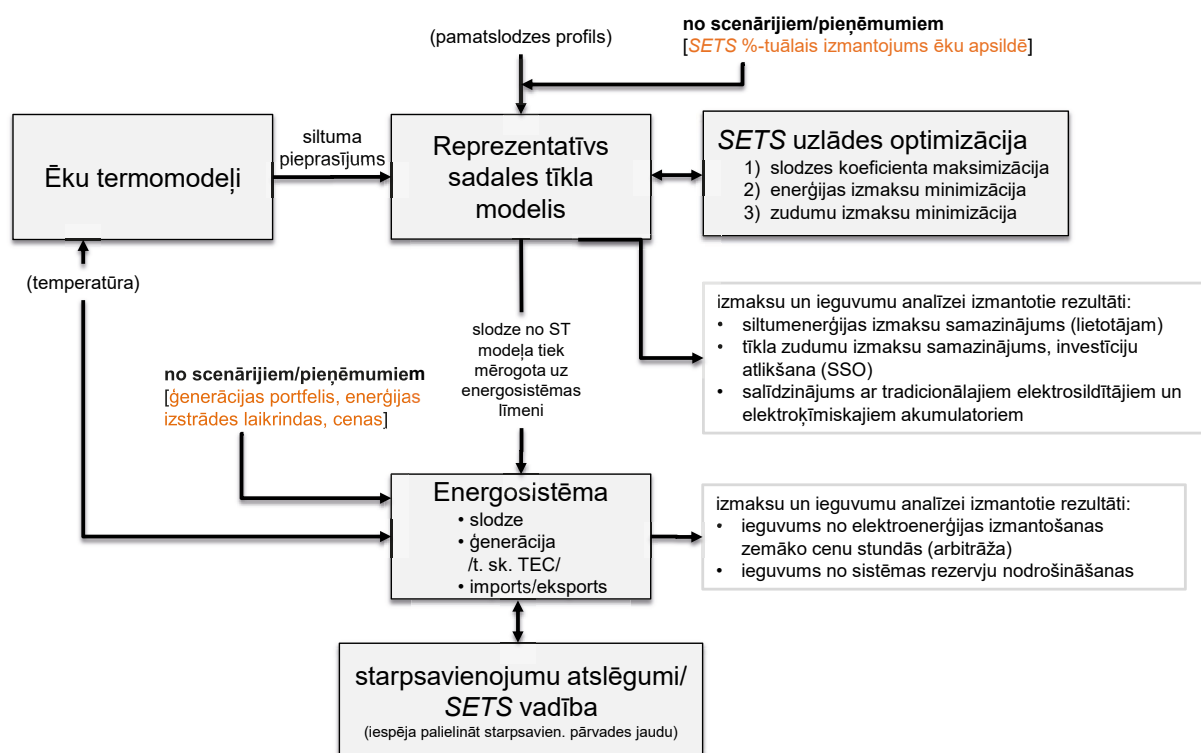 no scenārijiem/pieņēmumiem
[SETS %-tuālais izmantojums ēku apsildē]
(pamatslodzes profils)
Ēku termomodeļi
siltuma
pieprasījums
Reprezentatīvs
sadales tīkla
modelis
SETS uzlādes optimizācija
1) slodzes koeficienta maksimizācija
2) enerģijas izmaksu minimizācija
3) zudumu izmaksu minimizācija
(temperatūra)
slodze no ST
modeļa tiek
mērogota uz
energosistēmas
līmeni
izmaksu un ieguvumu analīzei izmantotie rezultāti:
• siltumenerģijas izmaksu samazinājums (lietotājam)
• tīkla zudumu izmaksu samazinājums, investīciju
atlikšana (SSO)
• salīdzinājums ar tradicionālajiem elektrosildītājiem un
elektroķīmiskajiem akumulatoriem
no scenārijiem/pieņēmumiem
[ģenerācijas portfelis, enerģijas
izstrādes laikrindas, cenas]
Energosistēma
• slodze
• ģenerācija
/t. sk. TEC/
• imports/eksports
izmaksu un ieguvumu analīzei izmantotie rezultāti:
• ieguvums no elektroenerģijas izmantošanas
zemāko cenu stundās (arbitrāža)
• ieguvums no sistēmas rezervju nodrošināšanas
starpsavienojumu atslēgumi/
SETS vadība
(iespēja palielināt starpsavien. pārvades jaudu)